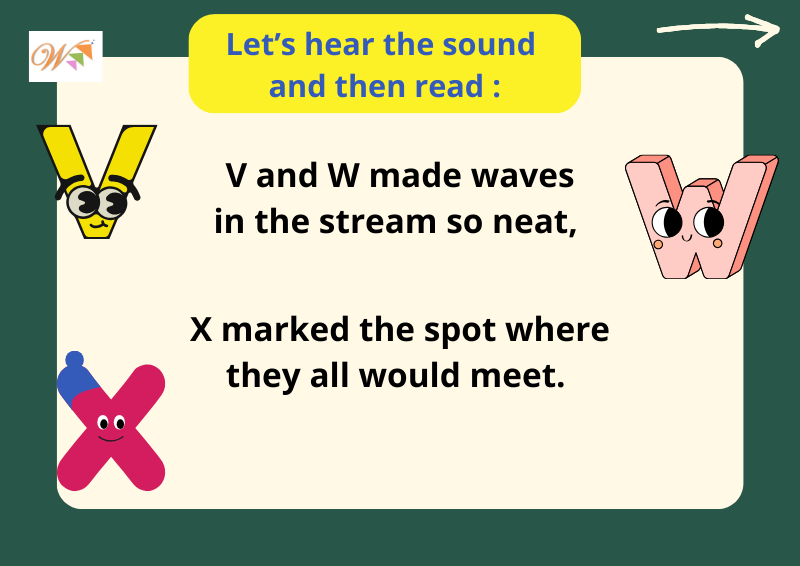 Let's hear the sound
and then read :
W
V and W made waves
in the stream so neat,
V
W
X marked the spot where
they all would meet.
X